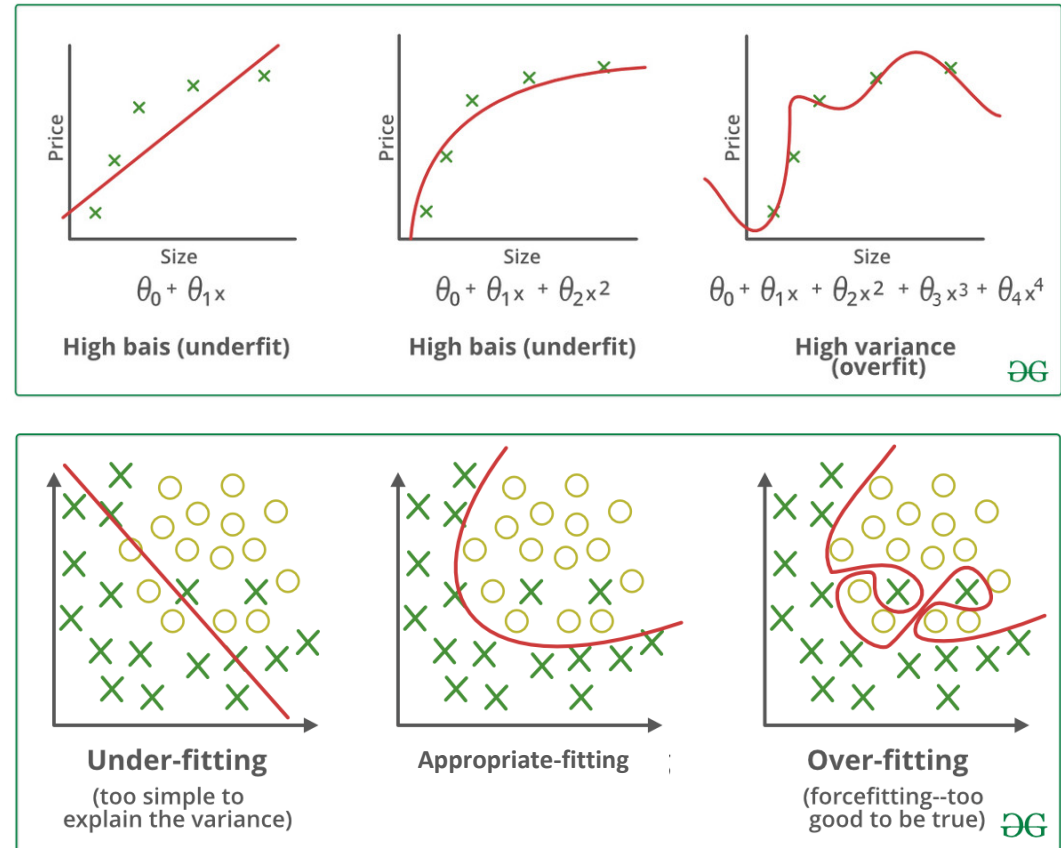 Price
Price
Price
Size
Size
Size
θ₀ + θ₁x
θ₀ + θ₁x + θ₂x²
θ₀ + θ₁x + θ₂x² + θ₃x³ + θ₄x⁴
High bais (underfit)
High bais (underfit)
High variance
(overfit)
Under-fitting
(too simple to
explain the variance)
Appropriate-fitting
;
Over-fitting
(forcefitting--too
good to be true)